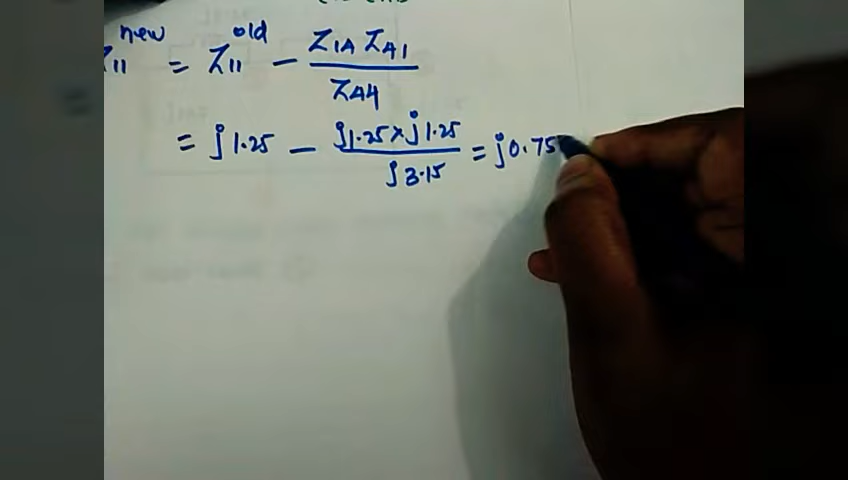 Z11 new = Z11 old - Z1A ZA1 / ZA4
= j1.25 - j1.25 × j1.25 / j3.15 = j0.75